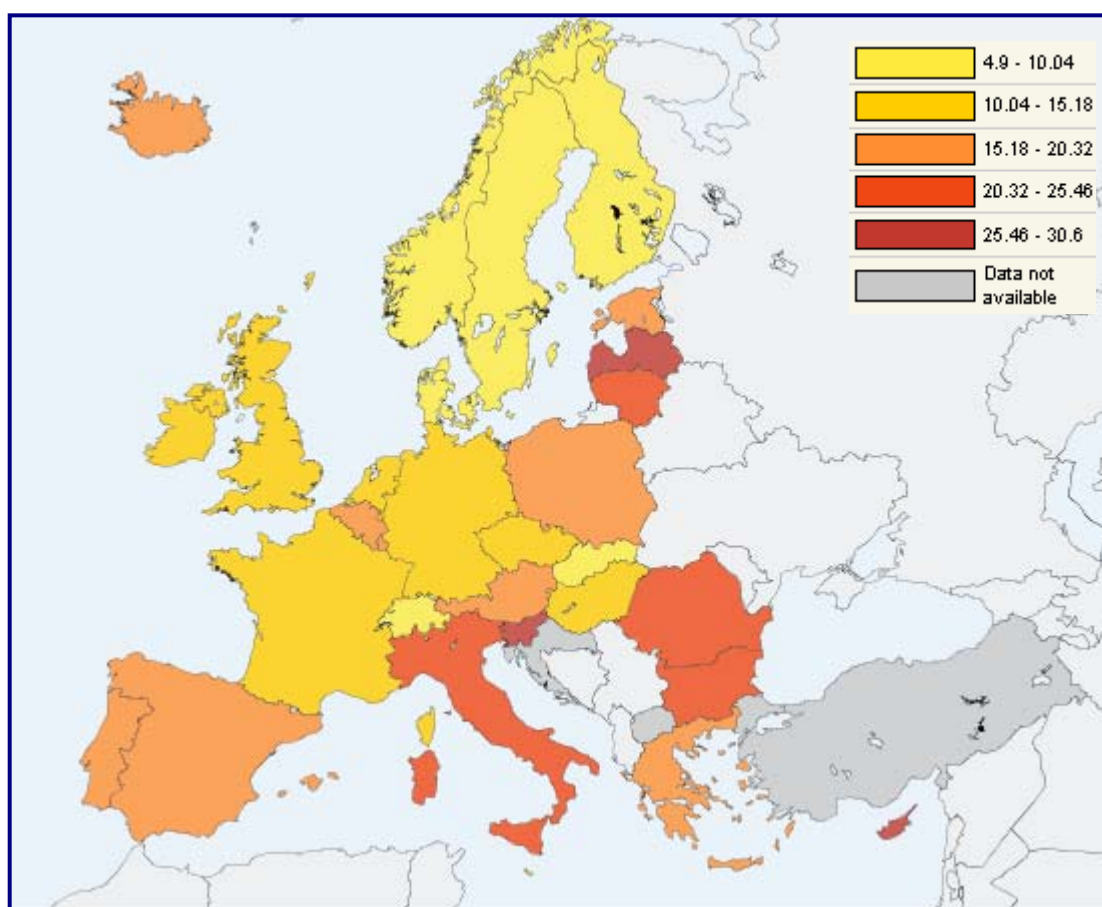 4.9 - 10.04
10.04 - 15.18
15.18 - 20.32
20.32 - 25.46
25.46 - 30.6
Data not
available